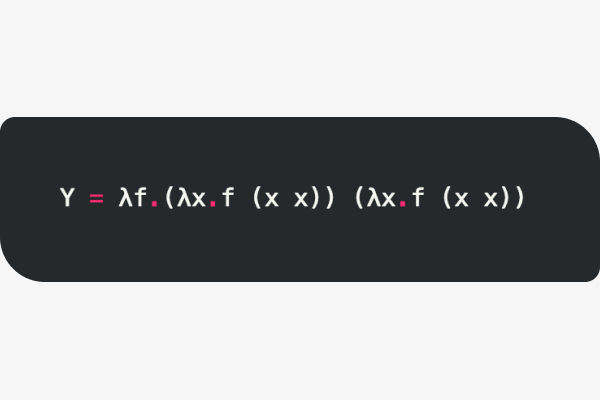 Y = λf.(λx.f (x x)) (λx.f (x x))